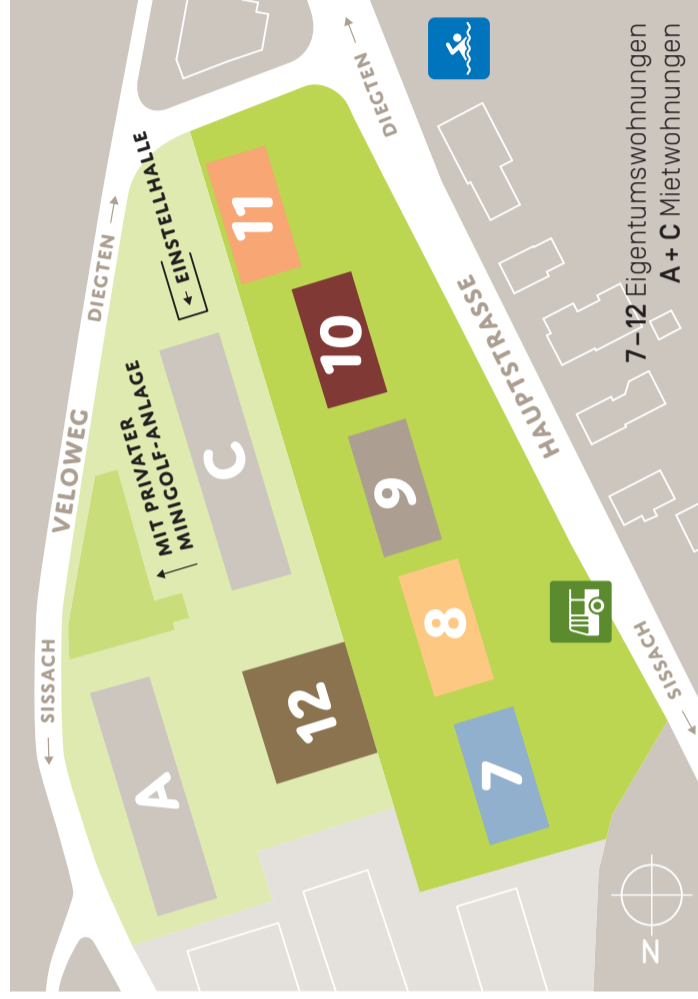 ← SISSACH
VELOWEG
DIEGTEN →
MIT PRIVATER
MINIGOLF-ANLAGE
← EINSTELLHALLE
A
C
12
7
8
9
10
11
← SISSACH
HAUPTSTRASSE
DIEGTEN →
N
7–12 Eigentumswohnungen
A + C Mietwohnungen